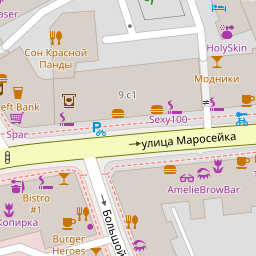 aser
Сон Красной
Панды
HolySkin
Модники
eft Bank
9 с1
Spar
Sexy100
улица Маросейка
AmelieBrowBar
Bistro
#1
Копирка
Большой
Burger
Heroes